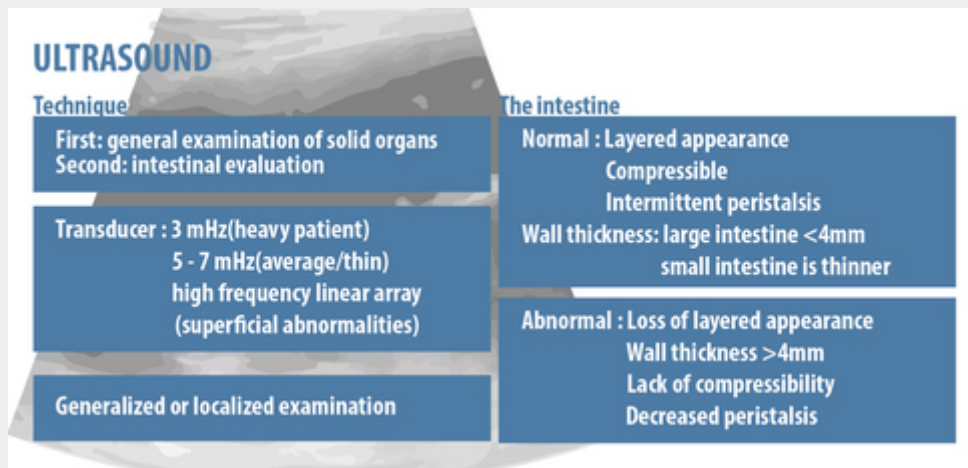 ULTRASOUND
Technique
First: general examination of solid organs
Second: intestinal evaluation
Transducer : 3 mHz(heavy patient)
5 - 7 mHz(average/thin)
high frequency linear array
(superficial abnormalities)
Generalized or localized examination
The intestine
Normal : Layered appearance
Compressible
Intermittent peristalsis
Wall thickness: large intestine <4mm
small intestine is thinner
Abnormal : Loss of layered appearance
Wall thickness >4mm
Lack of compressibility
Decreased peristalsis